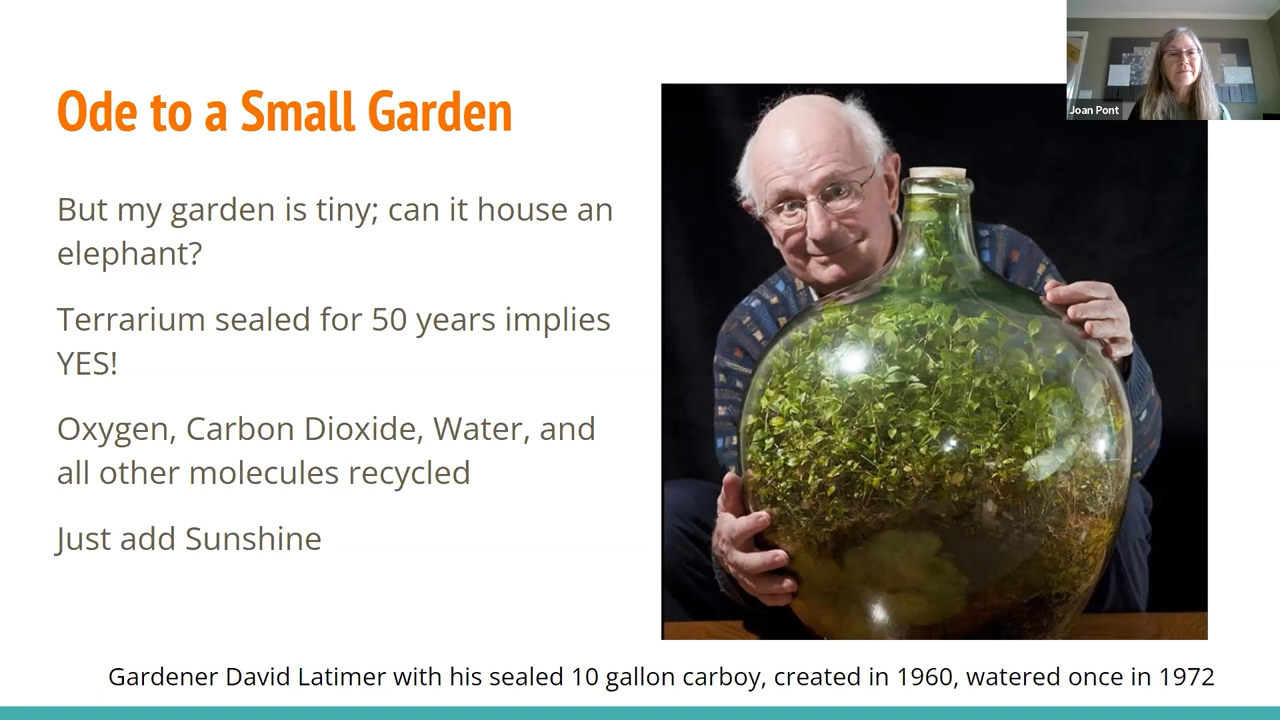 Ode to a Small Garden
But my garden is tiny; can it house an
elephant?
Terrarium sealed for 50 years implies
YES!
Oxygen, Carbon Dioxide, Water, and
all other molecules recycled
Just add Sunshine
Gardener David Latimer with his sealed 10 gallon carboy, created in 1960, watered once in 1972
Joan Pont